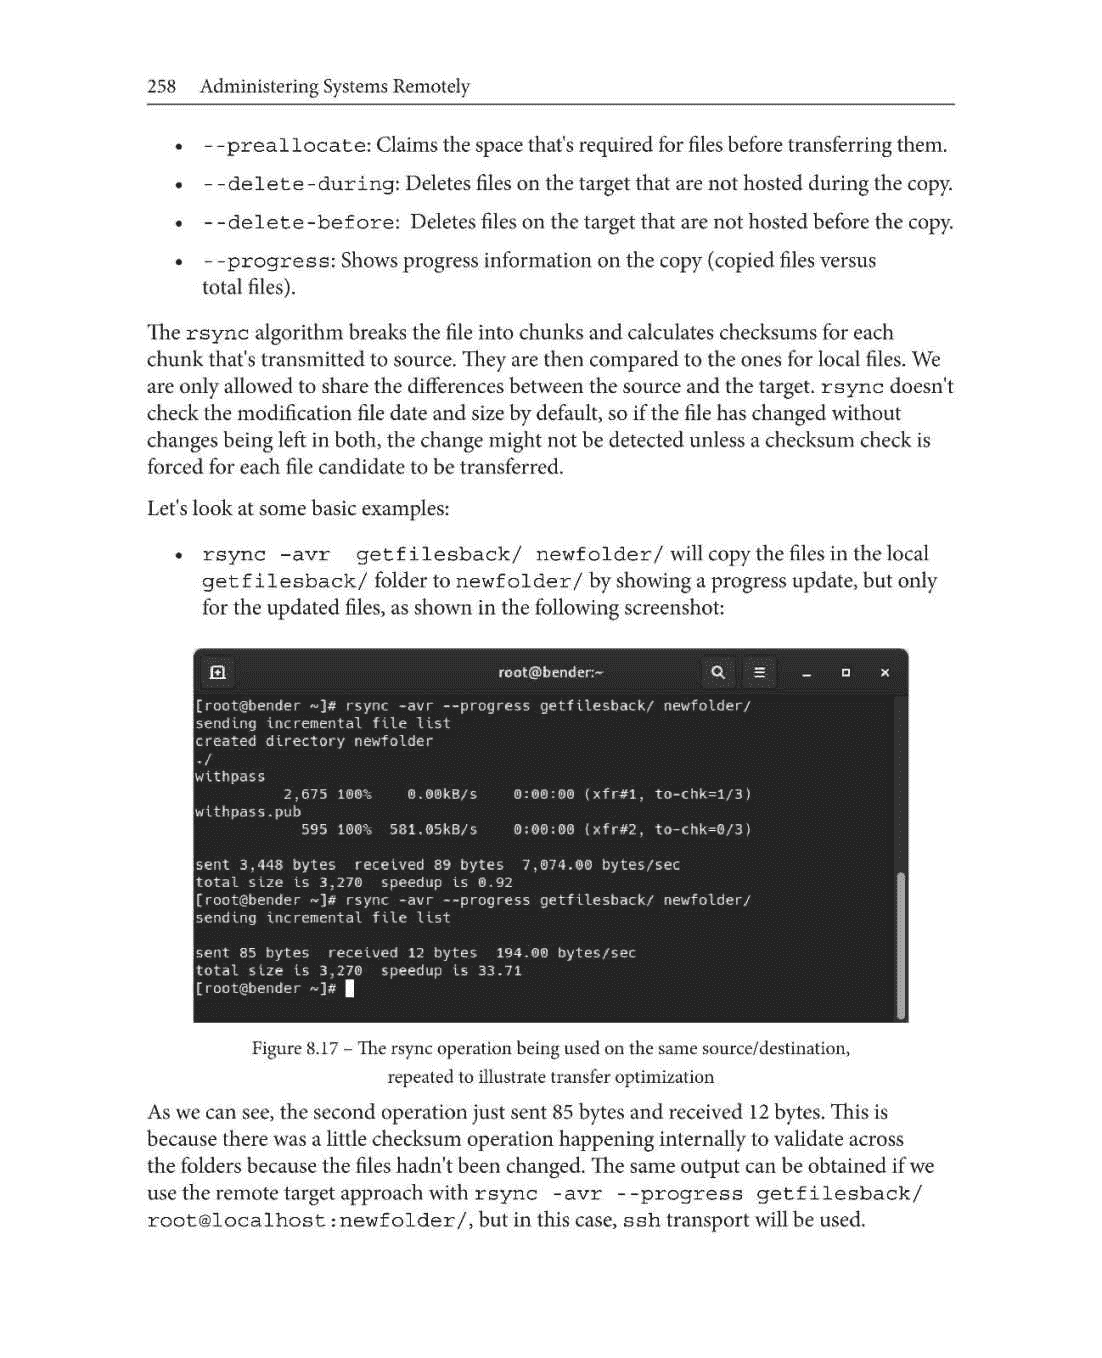 258 Administering Systems Remotely
• --preallocate: Claims the space that's required for files before transferring them.
• --delete-during: Deletes files on the target that are not hosted during the copy.
• --delete-before: Deletes files on the target that are not hosted before the copy.
• --progress: Shows progress information on the copy (copied files versus
total files).
The rsync algorithm breaks the file into chunks and calculates checksums for each
chunk that's transmitted to source. They are then compared to the ones for local files. We
are only allowed to share the differences between the source and the target. rsync doesn't
check the modification file date and size by default, so if the file has changed without
changes being left in both, the change might not be detected unless a checksum check is
forced for each file candidate to be transferred.
Let's look at some basic examples:
• rsync -avr getfilesback/ newfolder/ will copy the files in the local
getfilesback/ folder to newfolder/ by showing a progress update, but only
for the updated files, as shown in the following screenshot:
root@bender:~
[root@bender ~]# rsync -avr --progress getfilesback/ newfolder/
sending incremental file list
created directory newfolder
./
withpass
2,675 100% 0.00kB/s 0:00:00 (xfr#1, to-chk=1/3)
withpass.pub
595 100% 581.05kB/s 0:00:00 (xfr#2, to-chk=0/3)
sent 3,448 bytes received 89 bytes 7,074.00 bytes/sec
total size is 3,270 speedup is 0.92
[root@bender ~]# rsync -avr --progress getfilesback/ newfolder/
sending incremental file list
sent 85 bytes received 12 bytes 194.00 bytes/sec
total size is 3,270 speedup is 33.71
[root@bender ~]#
Figure 8.17 – The rsync operation being used on the same source/destination,
repeated to illustrate transfer optimization
As we can see, the second operation just sent 85 bytes and received 12 bytes. This is
because there was a little checksum operation happening internally to validate across
the folders because the files hadn't been changed. The same output can be obtained if we
use the remote target approach with rsync -avr --progress getfilesback/
root@localhost:newfolder/, but in this case, ssh transport will be used.